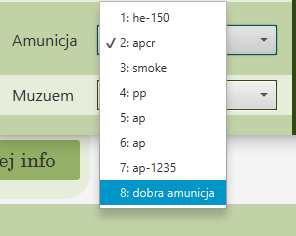 1: he-150
Amunicja
2: apcr
3: smoke
4: pp
Muzuem
5: ap
6: ap
7: ap-1235
ej info
8: dobra amunicja